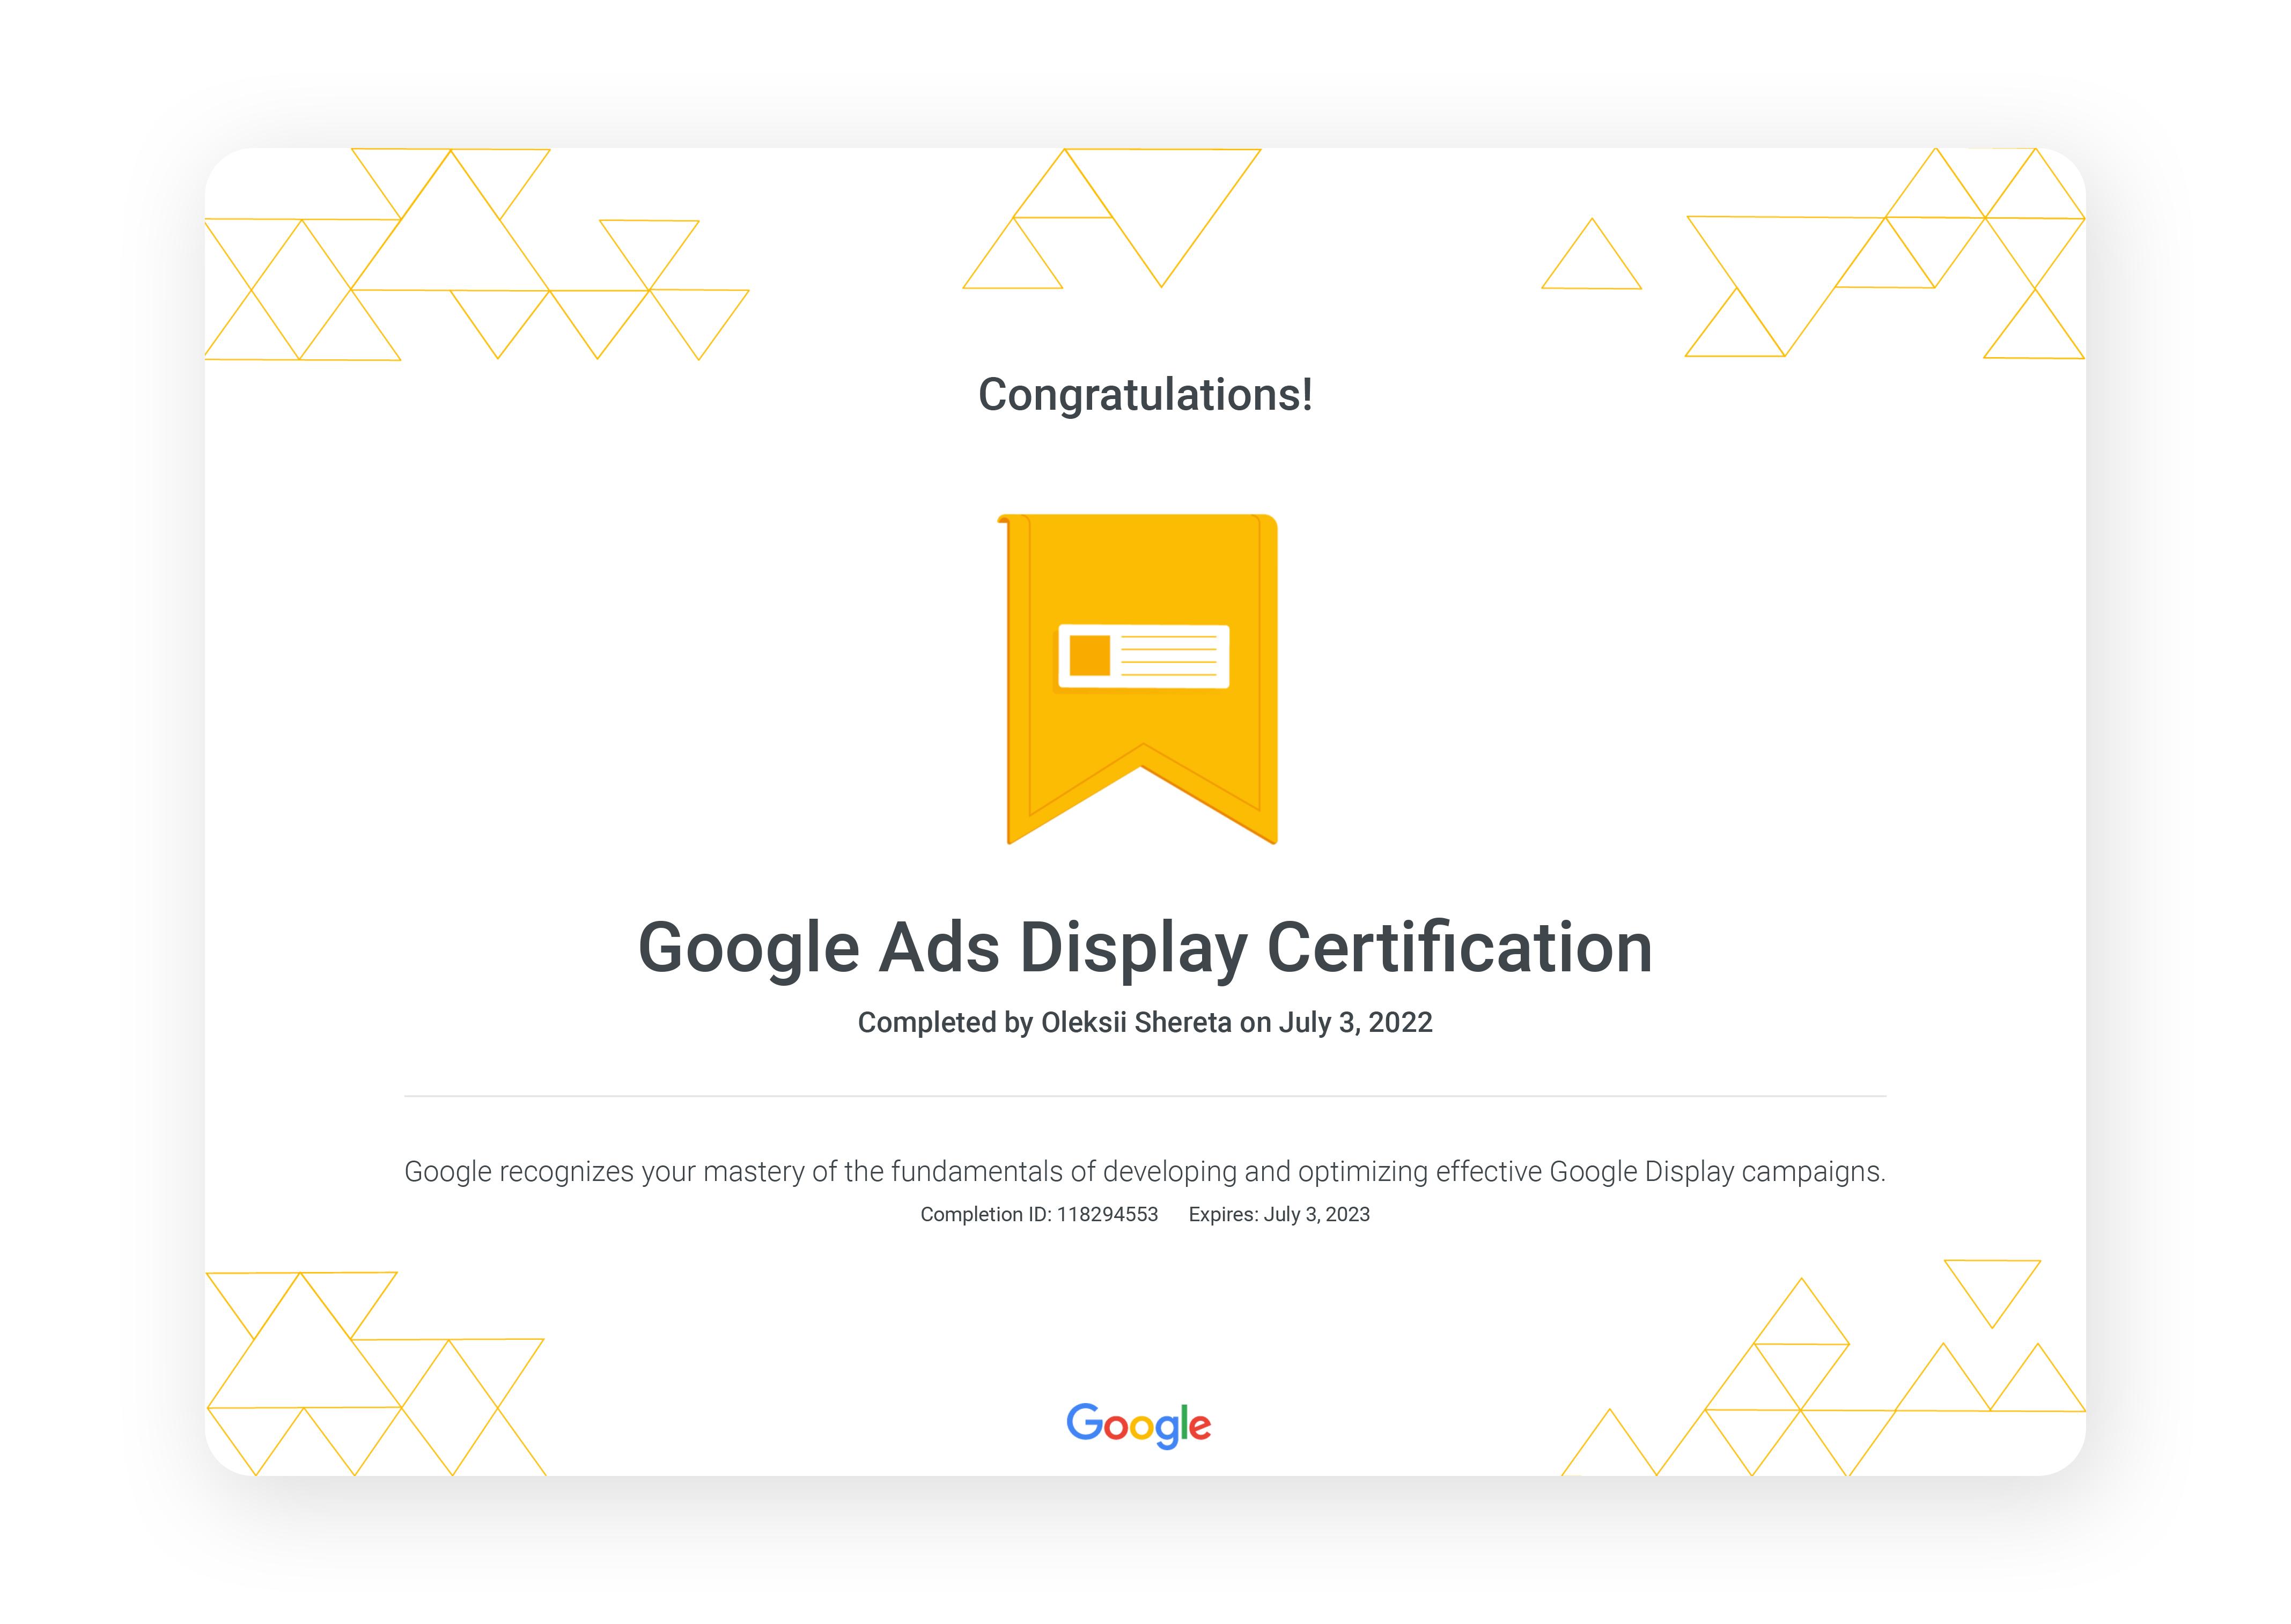 Congratulations!
Google Ads Display Certification
Completed by Oleksii Shereta on July 3, 2022
Google recognizes your mastery of the fundamentals of developing and optimizing effective Google Display campaigns.
Completion ID: 118294553 Expires: July 3, 2023
Google